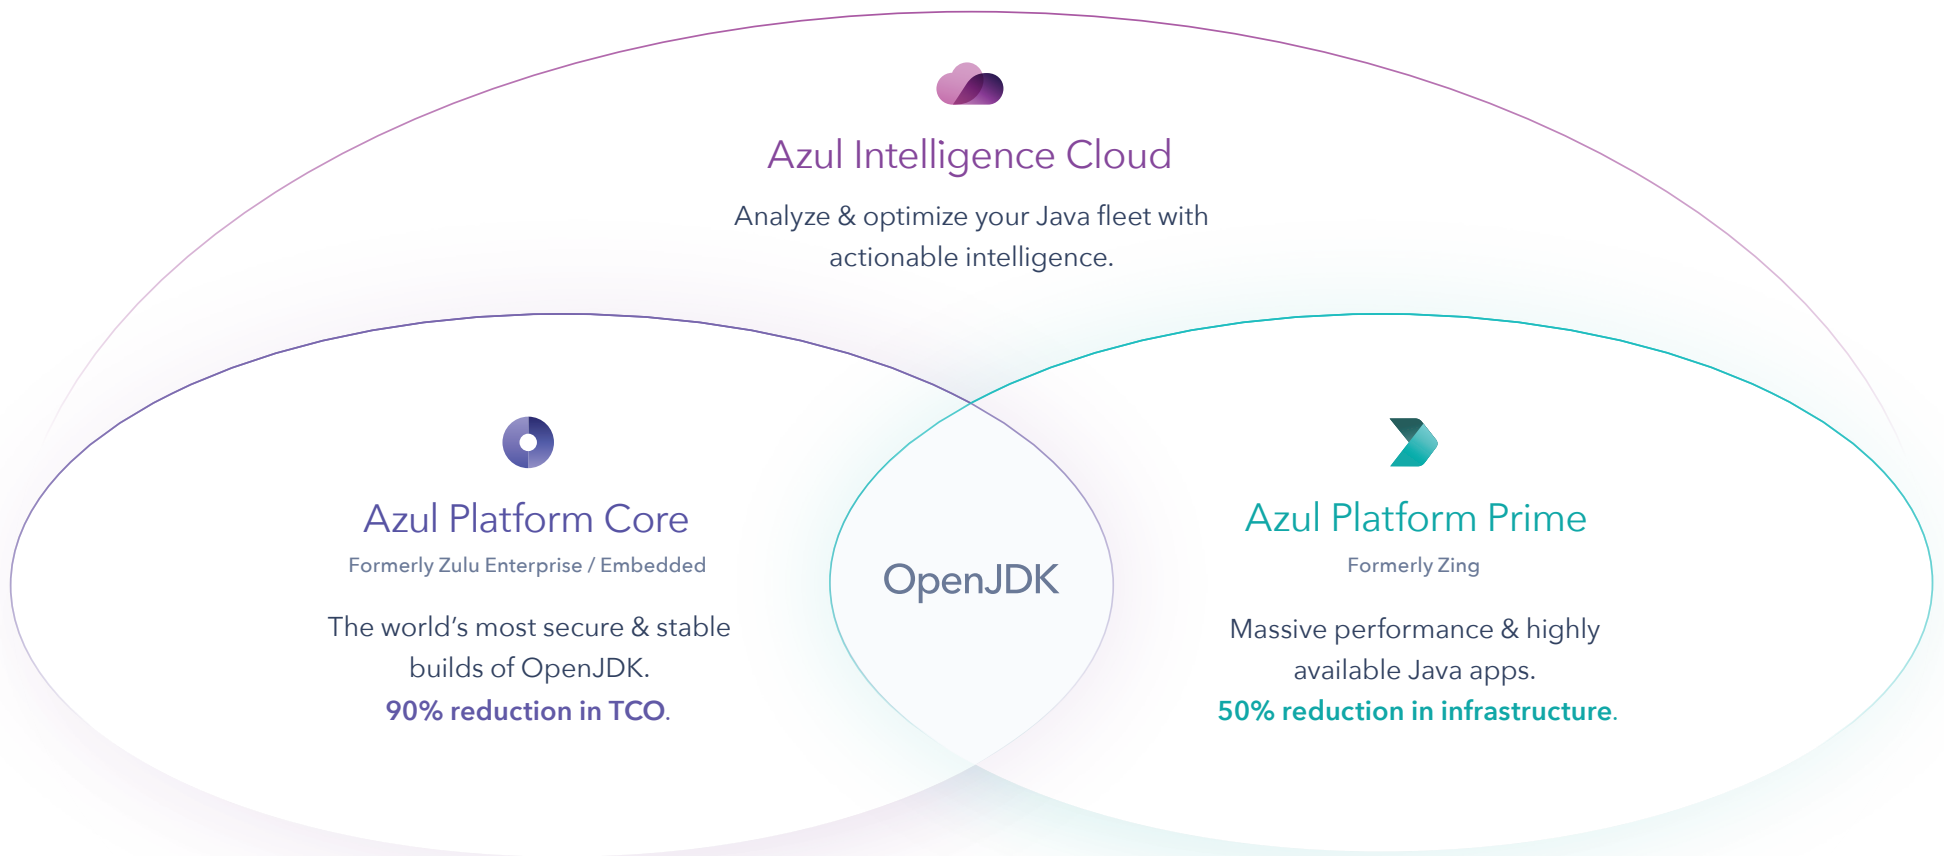 Azul Intelligence Cloud
Analyze & optimize your Java fleet with
actionable intelligence.
Azul Platform Core
Formerly Zulu Enterprise / Embedded
The world’s most secure & stable
builds of OpenJDK.
90% reduction in TCO.
OpenJDK
Azul Platform Prime
Formerly Zing
Massive performance & highly
available Java apps.
50% reduction in infrastructure.